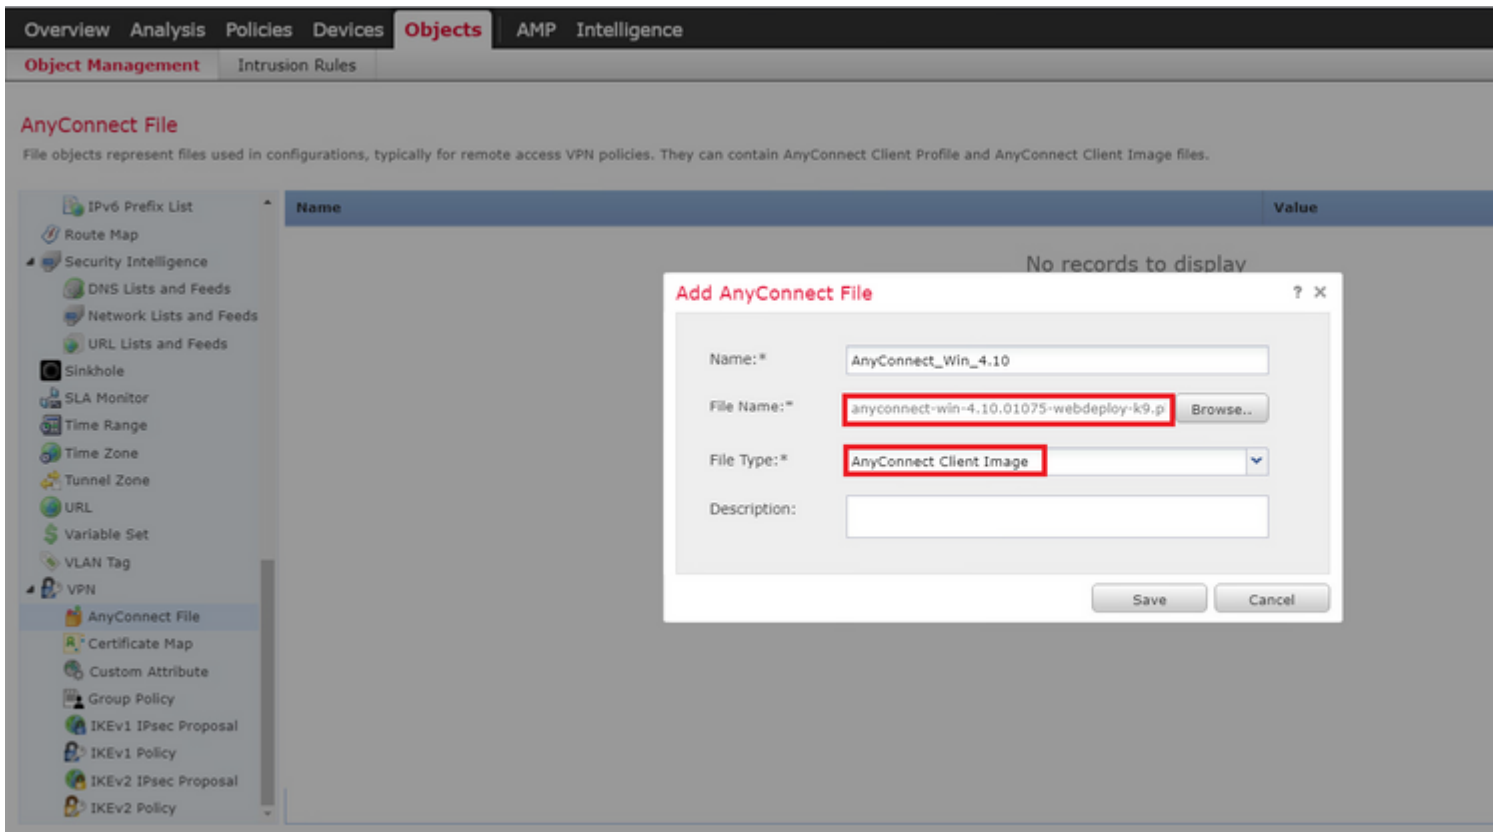 Overview Analysis Policies Devices Objects AMP Intelligence
Object Management Intrusion Rules
AnyConnect File
File objects represent files used in configurations, typically for remote access VPN policies. They can contain AnyConnect Client Profile and AnyConnect Client Image files.
IPv6 Prefix List
Route Map
Security Intelligence
DNS Lists and Feeds
Network Lists and Feeds
URL Lists and Feeds
Sinkhole
SLA Monitor
Time Range
Time Zone
Tunnel Zone
URL
Variable Set
VLAN Tag
VPN
AnyConnect File
Certificate Map
Custom Attribute
Group Policy
IKEv1 IPsec Proposal
IKEv1 Policy
IKEv2 IPsec Proposal
IKEv2 Policy
Name Value
No records to display
Add AnyConnect File ?
Name:* AnyConnect_Win_4.10
File Name:* anyconnect-win-4.10.01075-webdeploy-k9.p Browse..
File Type:* AnyConnect Client Image
Description:
Save Cancel